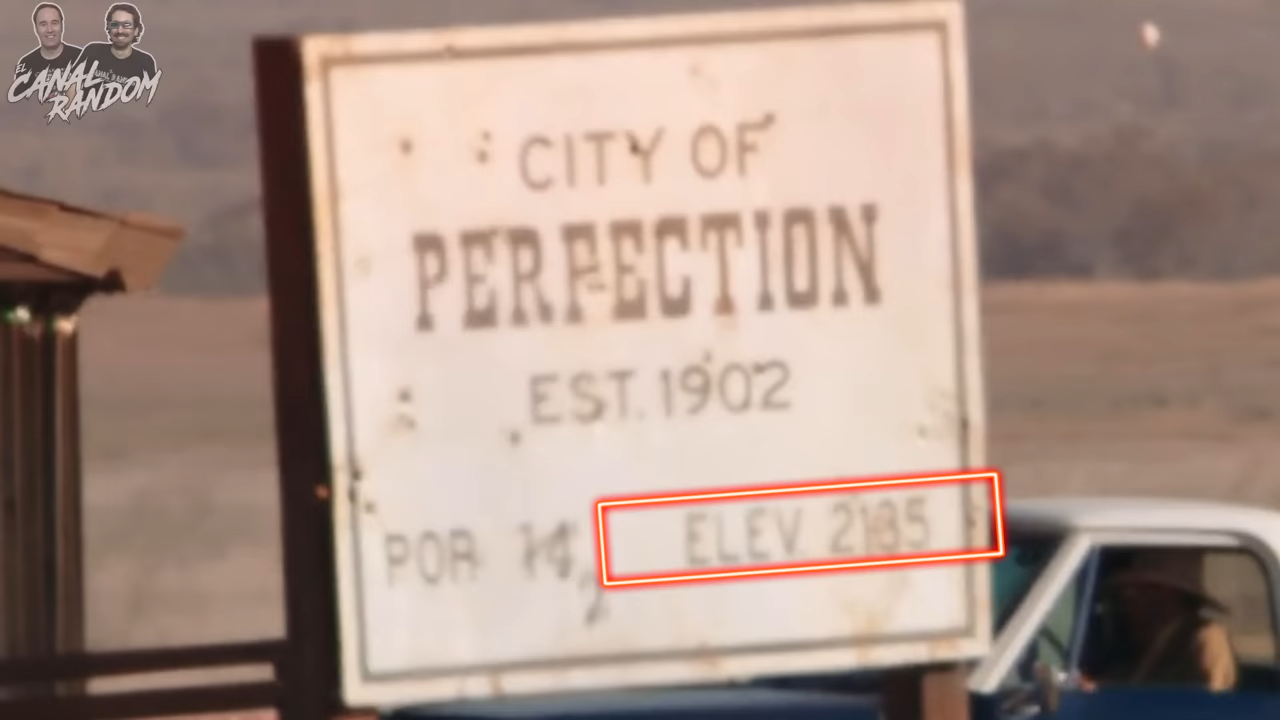 EL
CANAL
RANDOM
CITY OF
PERFECTION
EST. 1902
POP. 14 ELEV. 2185